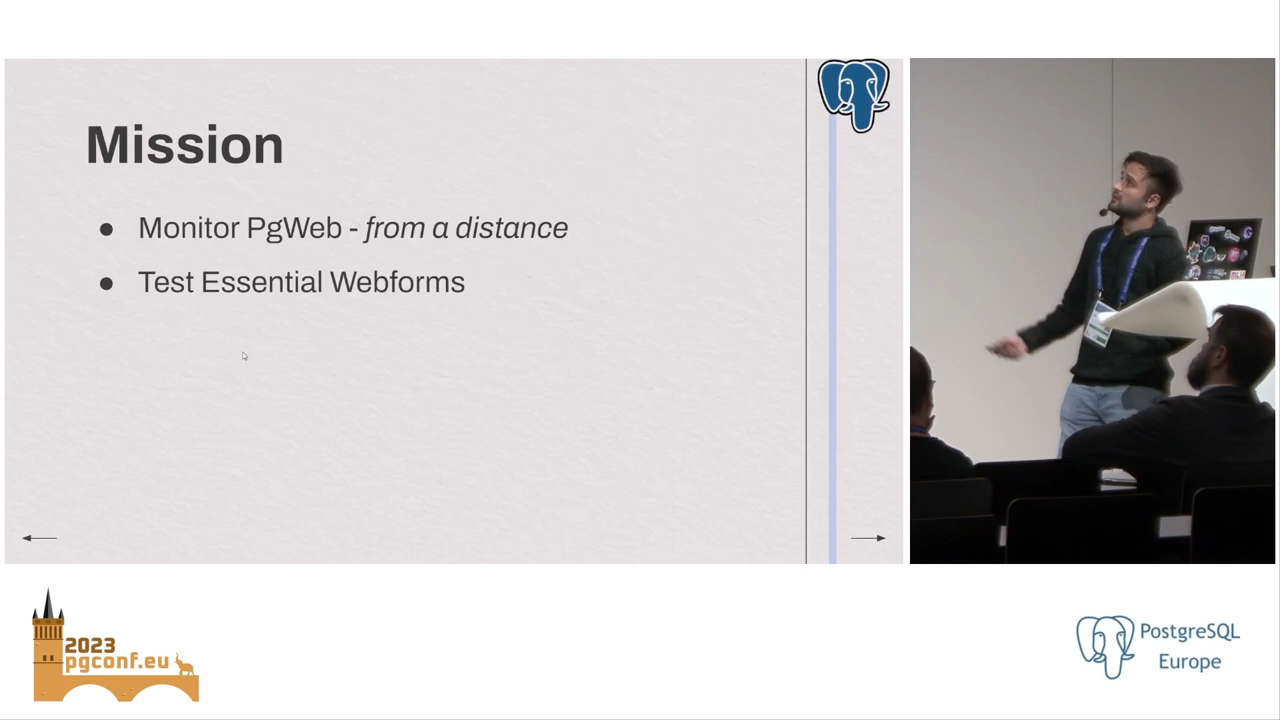 Mission
● Monitor PgWeb - from a distance
● Test Essential Webforms
2023
pgconf.eu
PostgreSQL
Europe